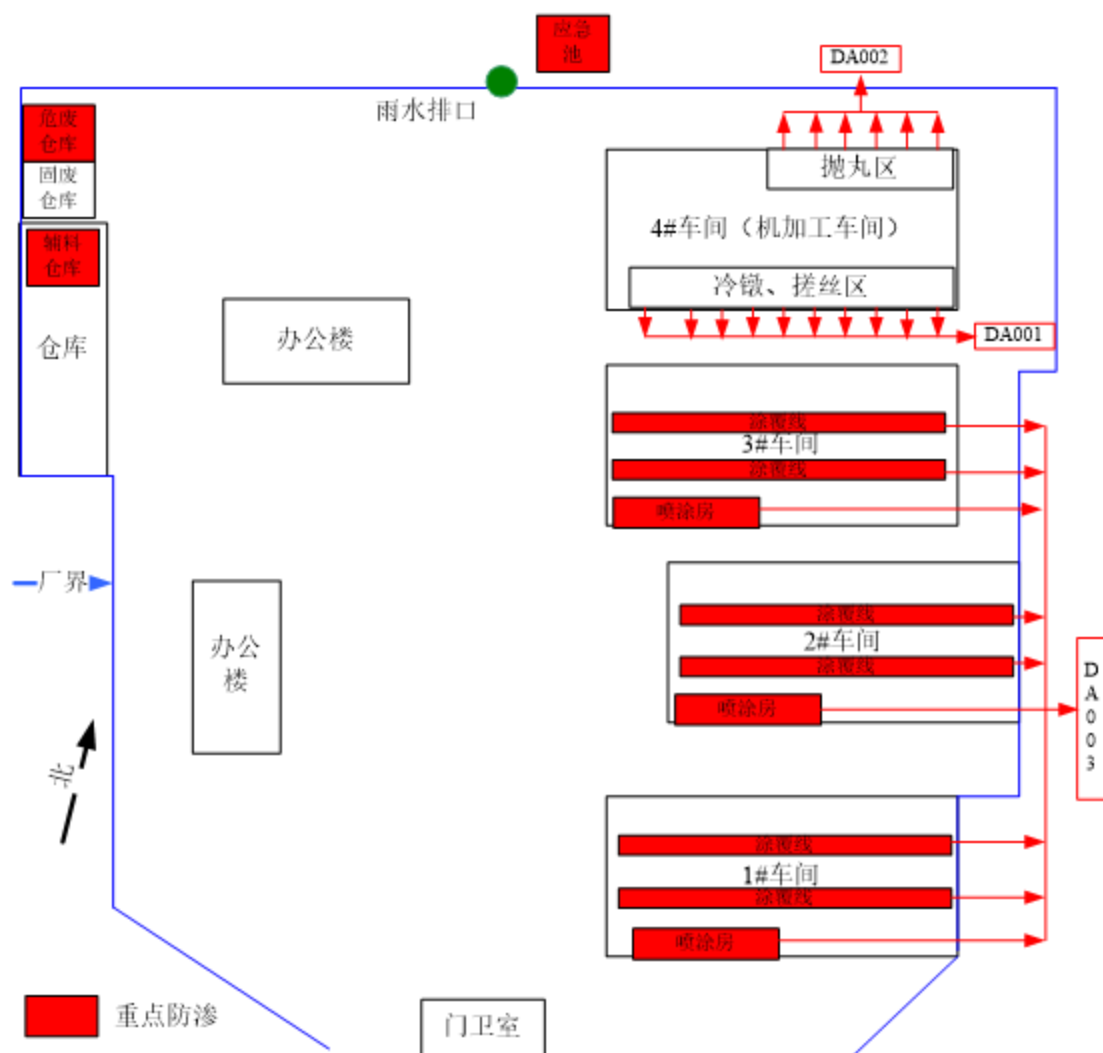 应急
池
DA002
雨水排口
危废
仓库
固废
仓库
抛丸区
4#车间（机加工车间）
辅料
仓库
冷镦、搓丝区
办公楼
DA001
仓库
涂覆线
3#车间
涂覆线
喷涂房
厂界
涂覆线
2#车间
涂覆线
办公
楼
喷涂房
D
A
0
0
3
北
涂覆线
1#车间
涂覆线
喷涂房
重点防渗
门卫室